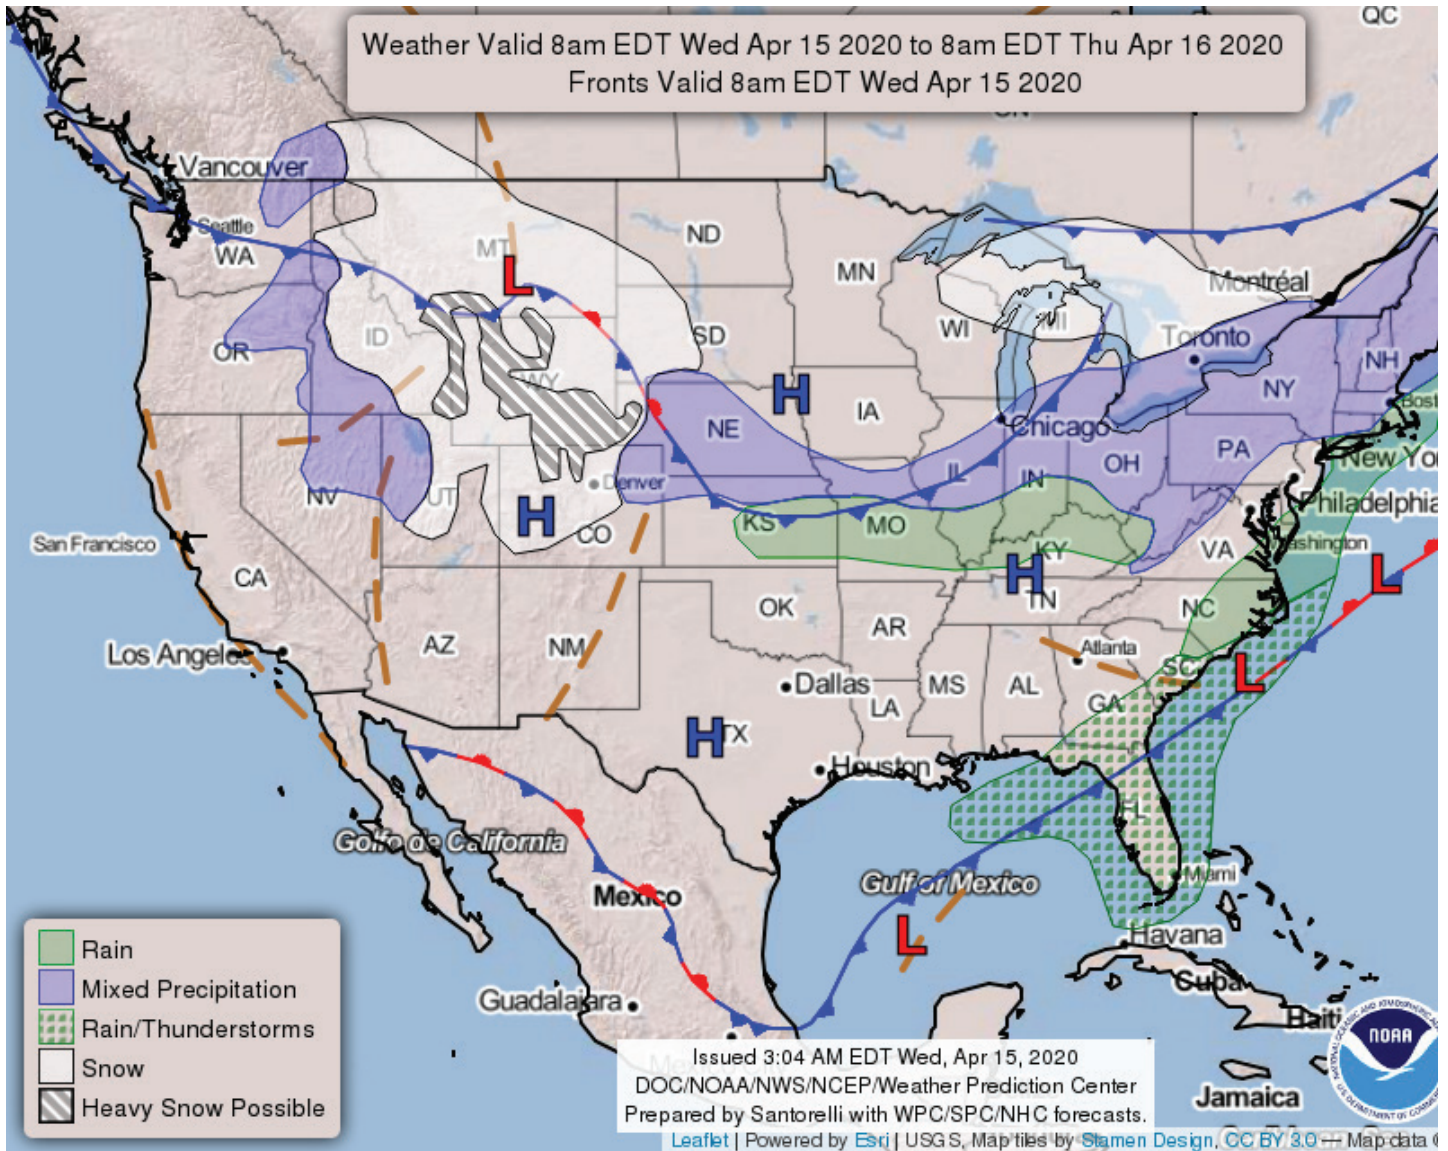 Weather Valid 8am EDT Wed Apr 15 2020 to 8am EDT Thu Apr 16 2020
Fronts Valid 8am EDT Wed Apr 15 2020
QC
ON
Vancouver
Seattle
WA
MT
L
ND
MN
Montréal
OR
ID
SD
WI
MI
Toronto
NH
WY
H
IA
NY
NE
Chicago
NV
UT
Denver
IL
IN
OH
PA
New Yo
H
CO
KS
MO
KY
VA
Philadelphia
San Francisco
CA
H
TN
NC
L
OK
AR
AZ
NM
Atlanta
Los Angeles
SC
L
Dallas
MS
AL
LA
GA
H
TX
Houston
FL
Golfo de California
Mexico
Gulf of Mexico
Miami
L
Havana
Cuba
Guadalajara
Haiti
Rain
Mixed Precipitation
Rain/Thunderstorms
Snow
Heavy Snow Possible
Issued 3:04 AM EDT Wed, Apr 15, 2020
DOC/NOAA/NWS/NCEP/Weather Prediction Center
Prepared by Santorelli with WPC/SPC/NHC forecasts.
NOAA
Jamaica
Leaflet | Powered by Esri | USGS, Map tiles by Stamen Design, CC BY 3.0 — Map data ©